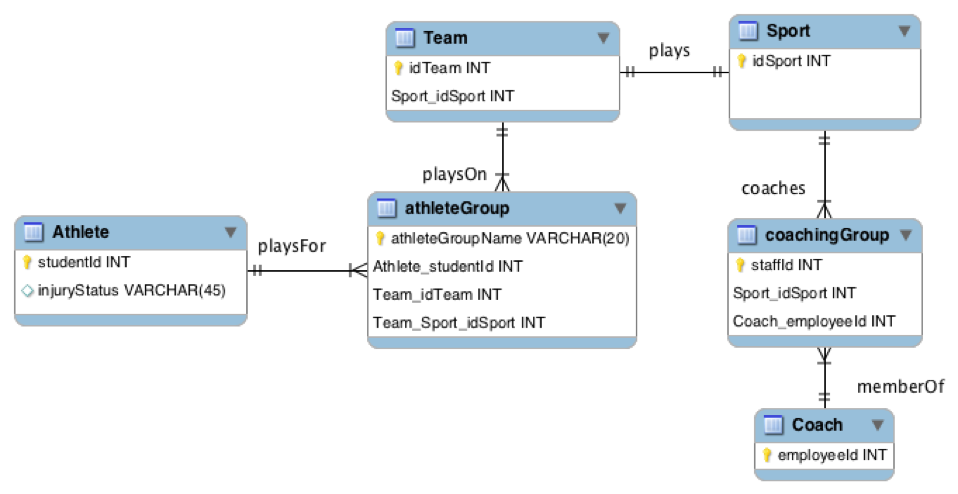 Team
idTeam INT
Sport_idSport INT
plays
Sport
idSport INT
playsOn
coaches
Athlete
studentId INT
injuryStatus VARCHAR(45)
playsFor
athleteGroup
athleteGroupName VARCHAR(20)
Athlete_studentId INT
Team_idTeam INT
Team_Sport_idSport INT
coachingGroup
staffId INT
Sport_idSport INT
Coach_employeeId INT
memberOf
Coach
employeeId INT